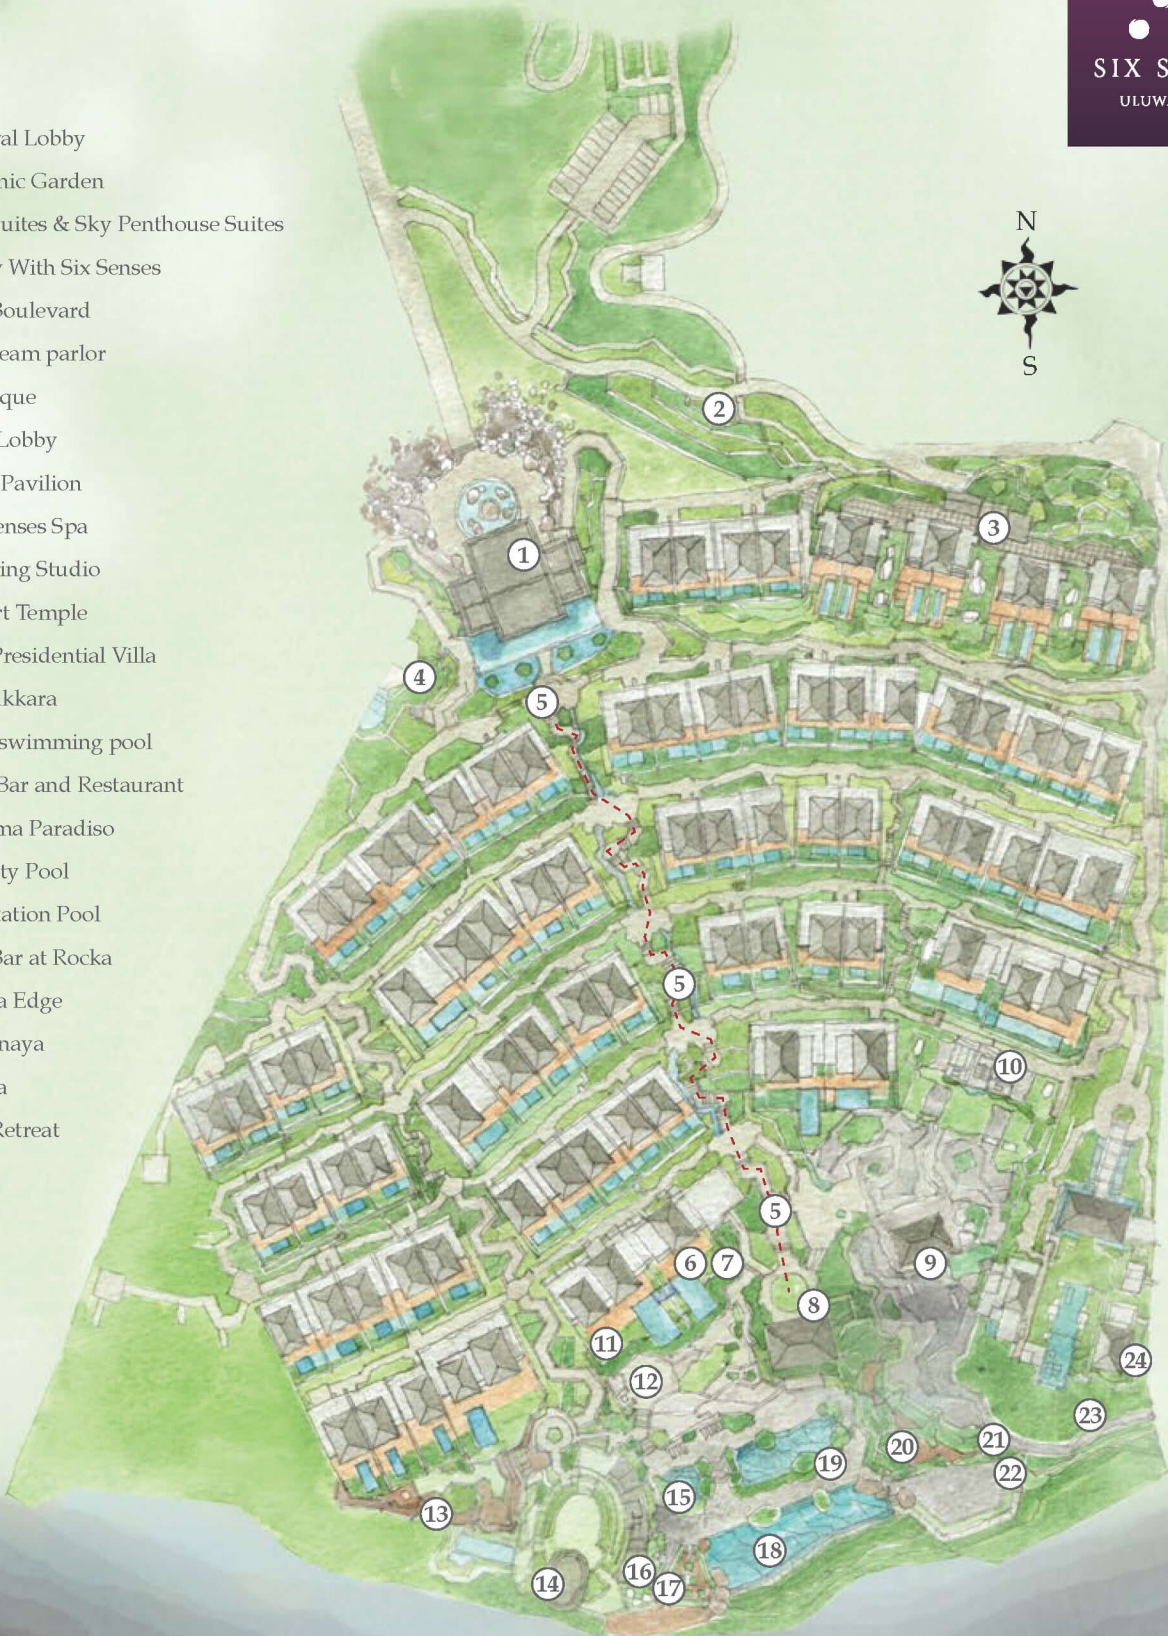 al Lobby
nic Garden
uites & Sky Penthouse Suites
With Six Senses
Boulevard
eam parlor
que
Lobby
Pavilion
enses Spa
ing Studio
rt Temple
Presidential Villa
kkara
swimming pool
Bar and Restaurant
ma Paradiso
ty Pool
tation Pool
Bar at Rocka
a Edge
naya
a
Retreat
SIX S
ULUWA
N
S
2
3
1
4
5
5
10
5
6
7
9
8
11
24
12
23
20
21
19
22
15
13
18
16
14
17